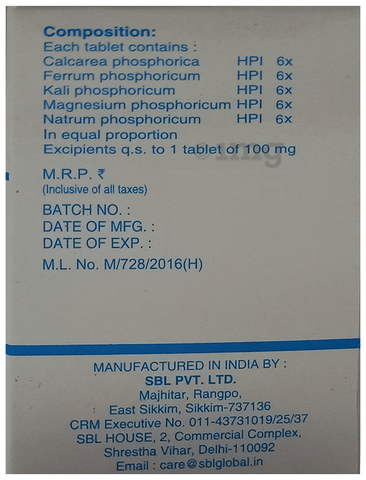 Composition:
Each tablet contains :
Calcarea phosphorica HPI 6x
Ferrum phosphoricum HPI 6x
Kali phosphoricum HPI 6x
Magnesium phosphoricum HPI 6x
Natrum phosphoricum HPI 6x
In equal proportion
Excipients q.s. to 1 tablet of 100 mg
1mg
M.R.P. ₹
(Inclusive of all taxes)
BATCH NO. :
DATE OF MFG. :
DATE OF EXP. :
M.L. No. M/728/2016(H)
MANUFACTURED IN INDIA BY :
SBL PVT. LTD.
Majhitar, Rangpo,
East Sikkim, Sikkim-737136
CRM Executive No. 011-43731019/25/37
SBL HOUSE, 2, Commercial Complex,
Shrestha Vihar, Delhi-110092
Email : care@sblglobal.in